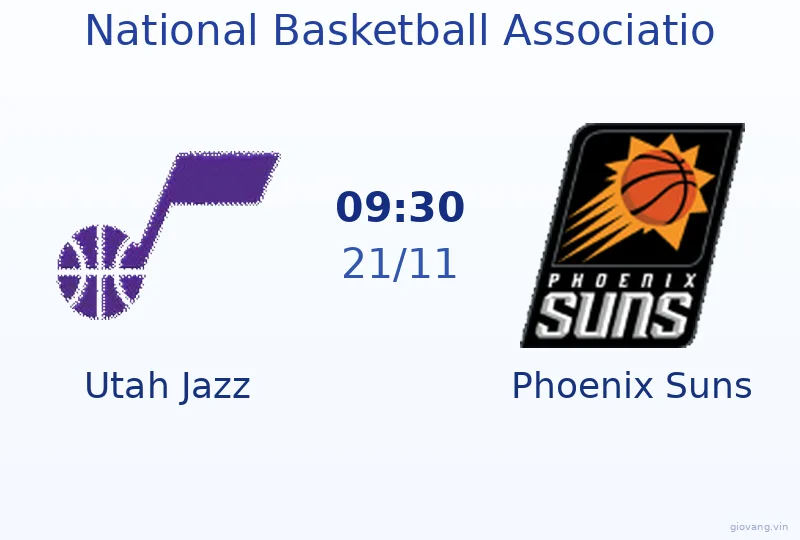 National Basketball Associatio
09:30
21/11
PHOENIX
SUNS
Utah Jazz
Phoenix Suns
giovang.vin